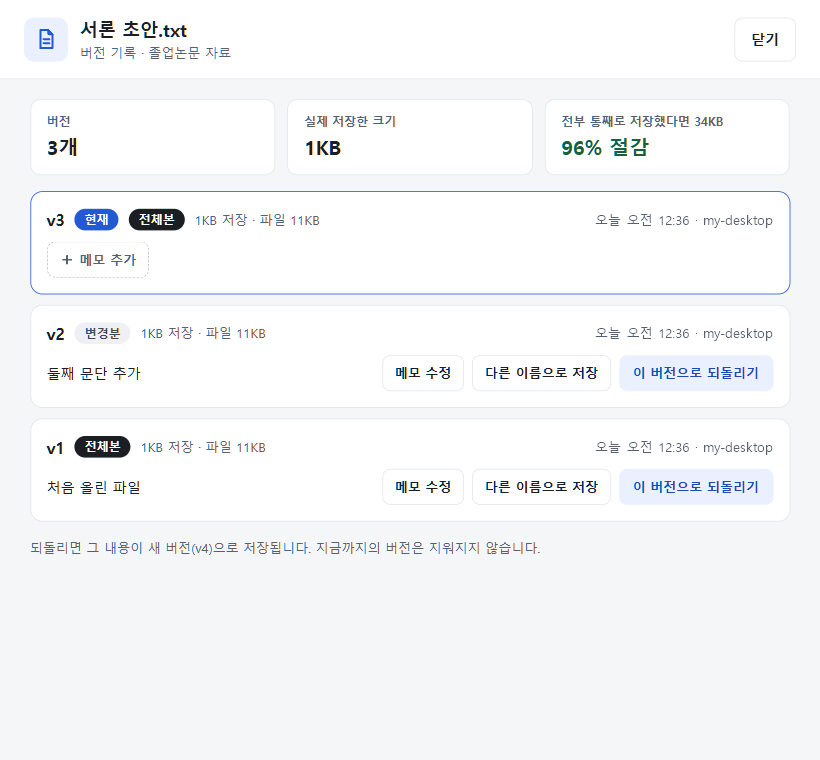 서론 초안.txt
버전 기록 · 졸업논문 자료
닫기
버전
3개
실제 저장한 크기
1KB
전부 통째로 저장했다면 34KB
96% 절감
v3 현재 전체본 1KB 저장 · 파일 11KB 오늘 오전 12:36 · my-desktop
+ 메모 추가
v2 변경분 1KB 저장 · 파일 11KB 오늘 오전 12:36 · my-desktop
둘째 문단 추가 메모 수정 다른 이름으로 저장 이 버전으로 되돌리기
v1 전체본 1KB 저장 · 파일 11KB 오늘 오전 12:36 · my-desktop
처음 올린 파일 메모 수정 다른 이름으로 저장 이 버전으로 되돌리기
되돌리면 그 내용이 새 버전(v4)으로 저장됩니다. 지금까지의 버전은 지워지지 않습니다.